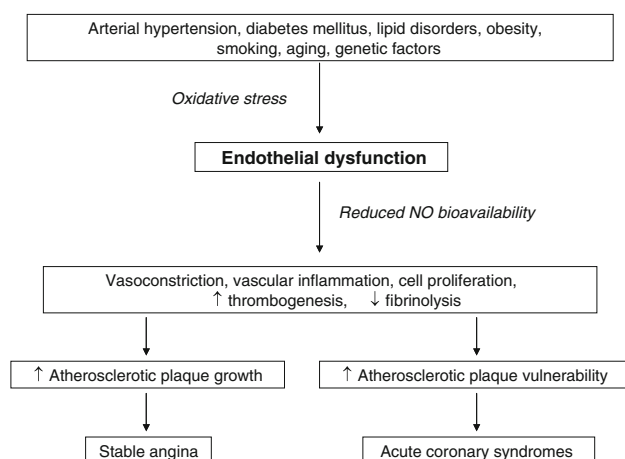 Arterial hypertension, diabetes mellitus, lipid disorders, obesity,
smoking, aging, genetic factors
Oxidative stress
Endothelial dysfunction
Reduced NO bioavailability
Vasoconstriction, vascular inflammation, cell proliferation,
↑ thrombogenesis, ↓ fibrinolysis
↑ Atherosclerotic plaque growth
↑ Atherosclerotic plaque vulnerability
Stable angina
Acute coronary syndromes